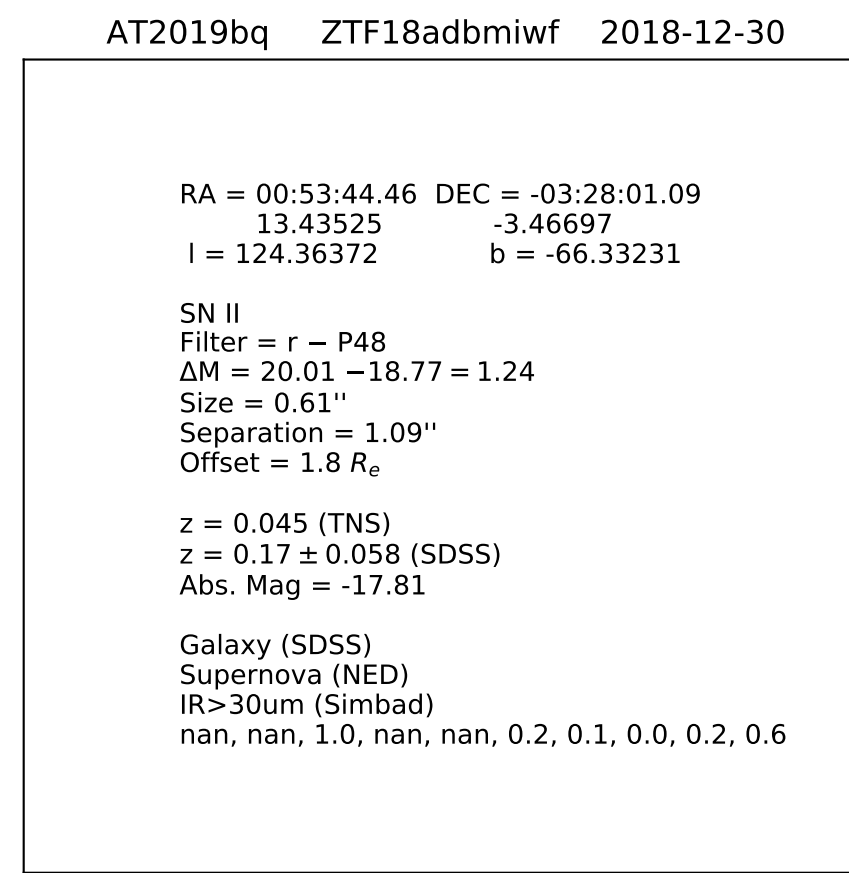 AT2019bq ZTF18adbmiwf 2018-12-30
RA = 00:53:44.46 DEC = -03:28:01.09
13.43525 -3.46697
l = 124.36372 b = -66.33231
SN II
Filter = r − P48
ΔM = 20.01 −18.77 = 1.24
Size = 0.61''
Separation = 1.09''
Offset = 1.8 Re
z = 0.045 (TNS)
z = 0.17 ± 0.058 (SDSS)
Abs. Mag = -17.81
Galaxy (SDSS)
Supernova (NED)
IR>30um (Simbad)
nan, nan, 1.0, nan, nan, 0.2, 0.1, 0.0, 0.2, 0.6